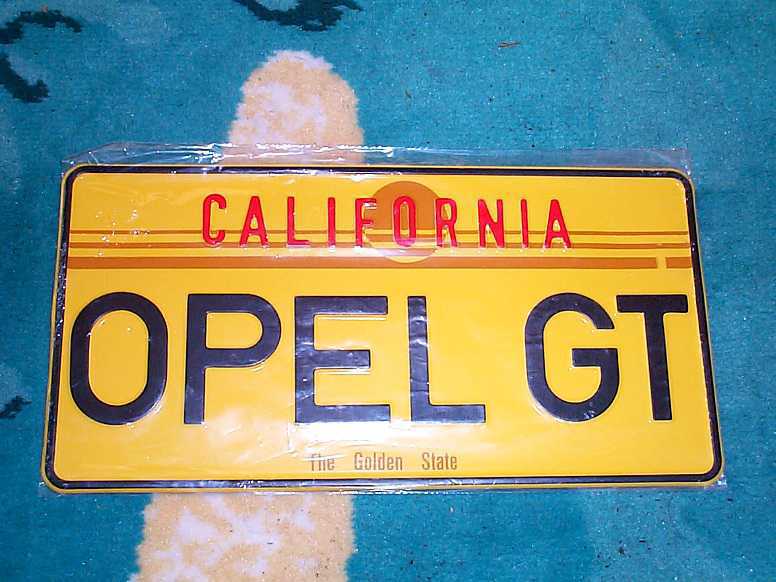 CALIFORNIA
OPEL GT
The Golden State